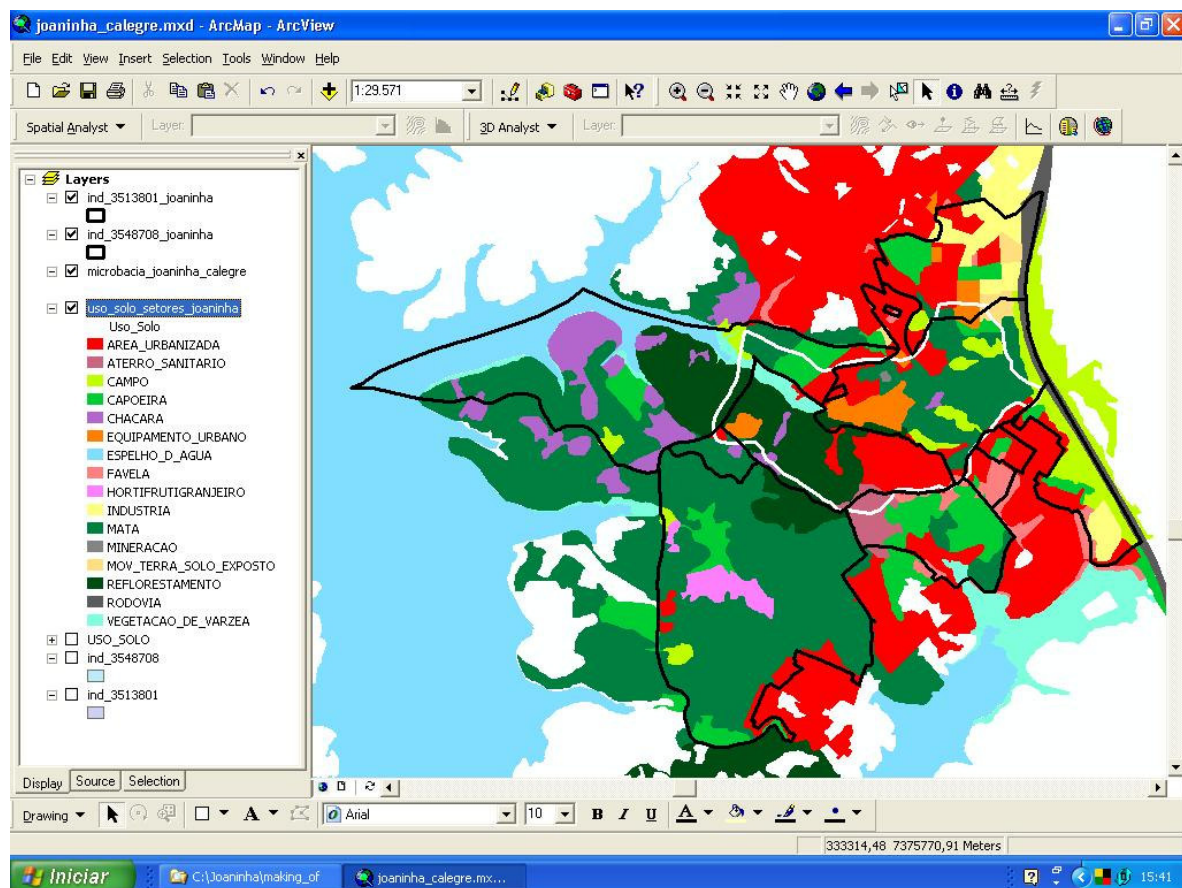 joaninha_calegre.mxd - ArcMap - ArcView
File Edit View Insert Selection Tools Window Help
1:29.571
Spatial Analyst Layer: 3D Analyst Layer:
Layers
ind_3513801_joaninha
ind_3548708_joaninha
microbacia_joaninha_calegre
uso_solo_setores_joaninha
Uso_Solo
AREA_URBANIZADA
ATERRO_SANITARIO
CAMPO
CAPOEIRA
CHACARA
EQUIPAMENTO_URBANO
ESPELHO_D_AGUA
FAVELA
HORTIFRUTIGRANJEIRO
INDUSTRIA
MATA
MINERACAO
MOV_TERRA_SOLO_EXPOSTO
REFLORESTAMENTO
RODOVIA
VEGETACAO_DE_VARZEA
USO_SOLO
ind_3548708
ind_3513801
Display Source Selection
Drawing A Arial 10 B I U A
333314,48 7375770,91 Meters
Iniciar C:\Joaninha\making_of joaninha_calegre.mx... 15:41